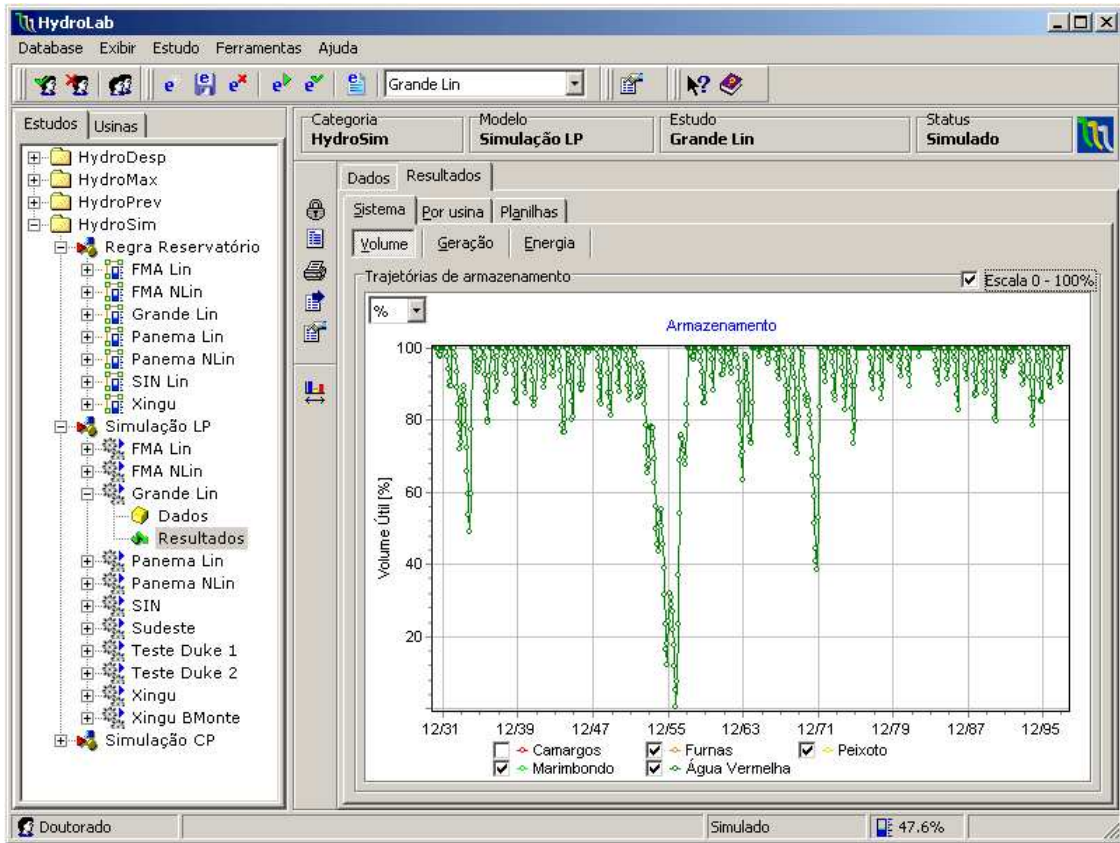 HydroLab
Database Exibir Estudo Ferramentas Ajuda
Grande Lin
Estudos Usinas
HydroDesp
HydroMax
HydroPrev
HydroSim
Regra Reservatório
FMA Lin
FMA NLin
Grande Lin
Panema Lin
Panema NLin
SIN Lin
Xingu
Simulação LP
FMA Lin
FMA NLin
Grande Lin
Dados
Resultados
Panema Lin
Panema NLin
SIN
Sudeste
Teste Duke 1
Teste Duke 2
Xingu
Xingu BMonte
Simulação CP
Categoria Modelo Estudo Status
HydroSim Simulação LP Grande Lin Simulado
Dados Resultados
Sistema Por usina Planilhas
Volume Geração Energia
Trajetórias de armazenamento Escala 0 - 100%
%
Armazenamento
Volume Útil [%]
100
80
60
40
20
12/31 12/39 12/47 12/55 12/63 12/71 12/79 12/87 12/95
Camargos Furnas Peixoto
Marimbondo Água Vermelha
Doutorado Simulado 47.6%